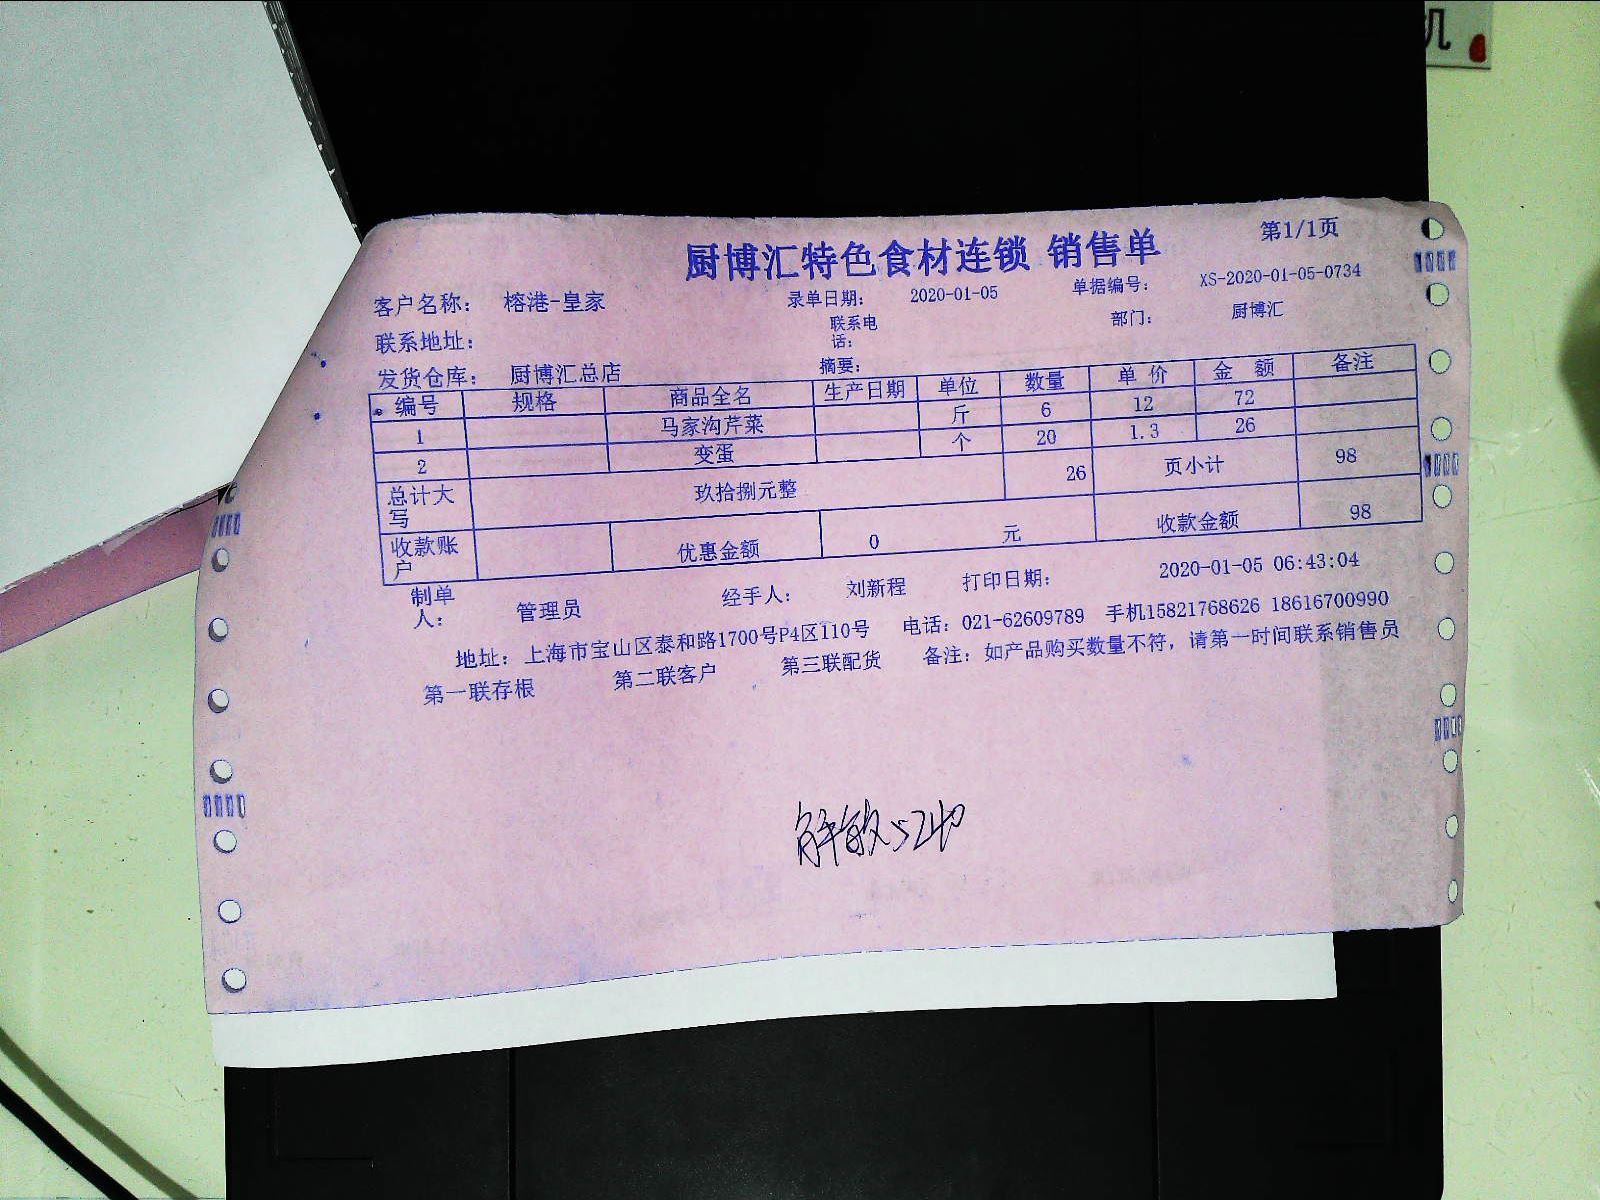 机
第1/1页
厨博汇特色食材连锁 销售单
客户名称： 榕港-皇家 录单日期： 2020-01-05 单据编号： XS-2020-01-05-0734
联系地址： 联系电话： 部门： 厨博汇
发货仓库： 厨博汇总店 摘要：
编号 规格 商品全名 生产日期 单位 数量 单 价 金 额 备注
1 马家沟芹菜 斤 6 12 72
2 变蛋 个 20 1.3 26
总计大写 玖拾捌元整 26 页小计 98
收款账户 优惠金额 0 元 收款金额 98
制单人： 管理员 经手人： 刘新程 打印日期： 2020-01-05 06:43:04
地址：上海市宝山区泰和路1700号P4区110号 电话：021-62609789 手机15821768626 18616700990
第一联存根 第二联客户 第三联配货 备注：如产品购买数量不符，请第一时间联系销售员